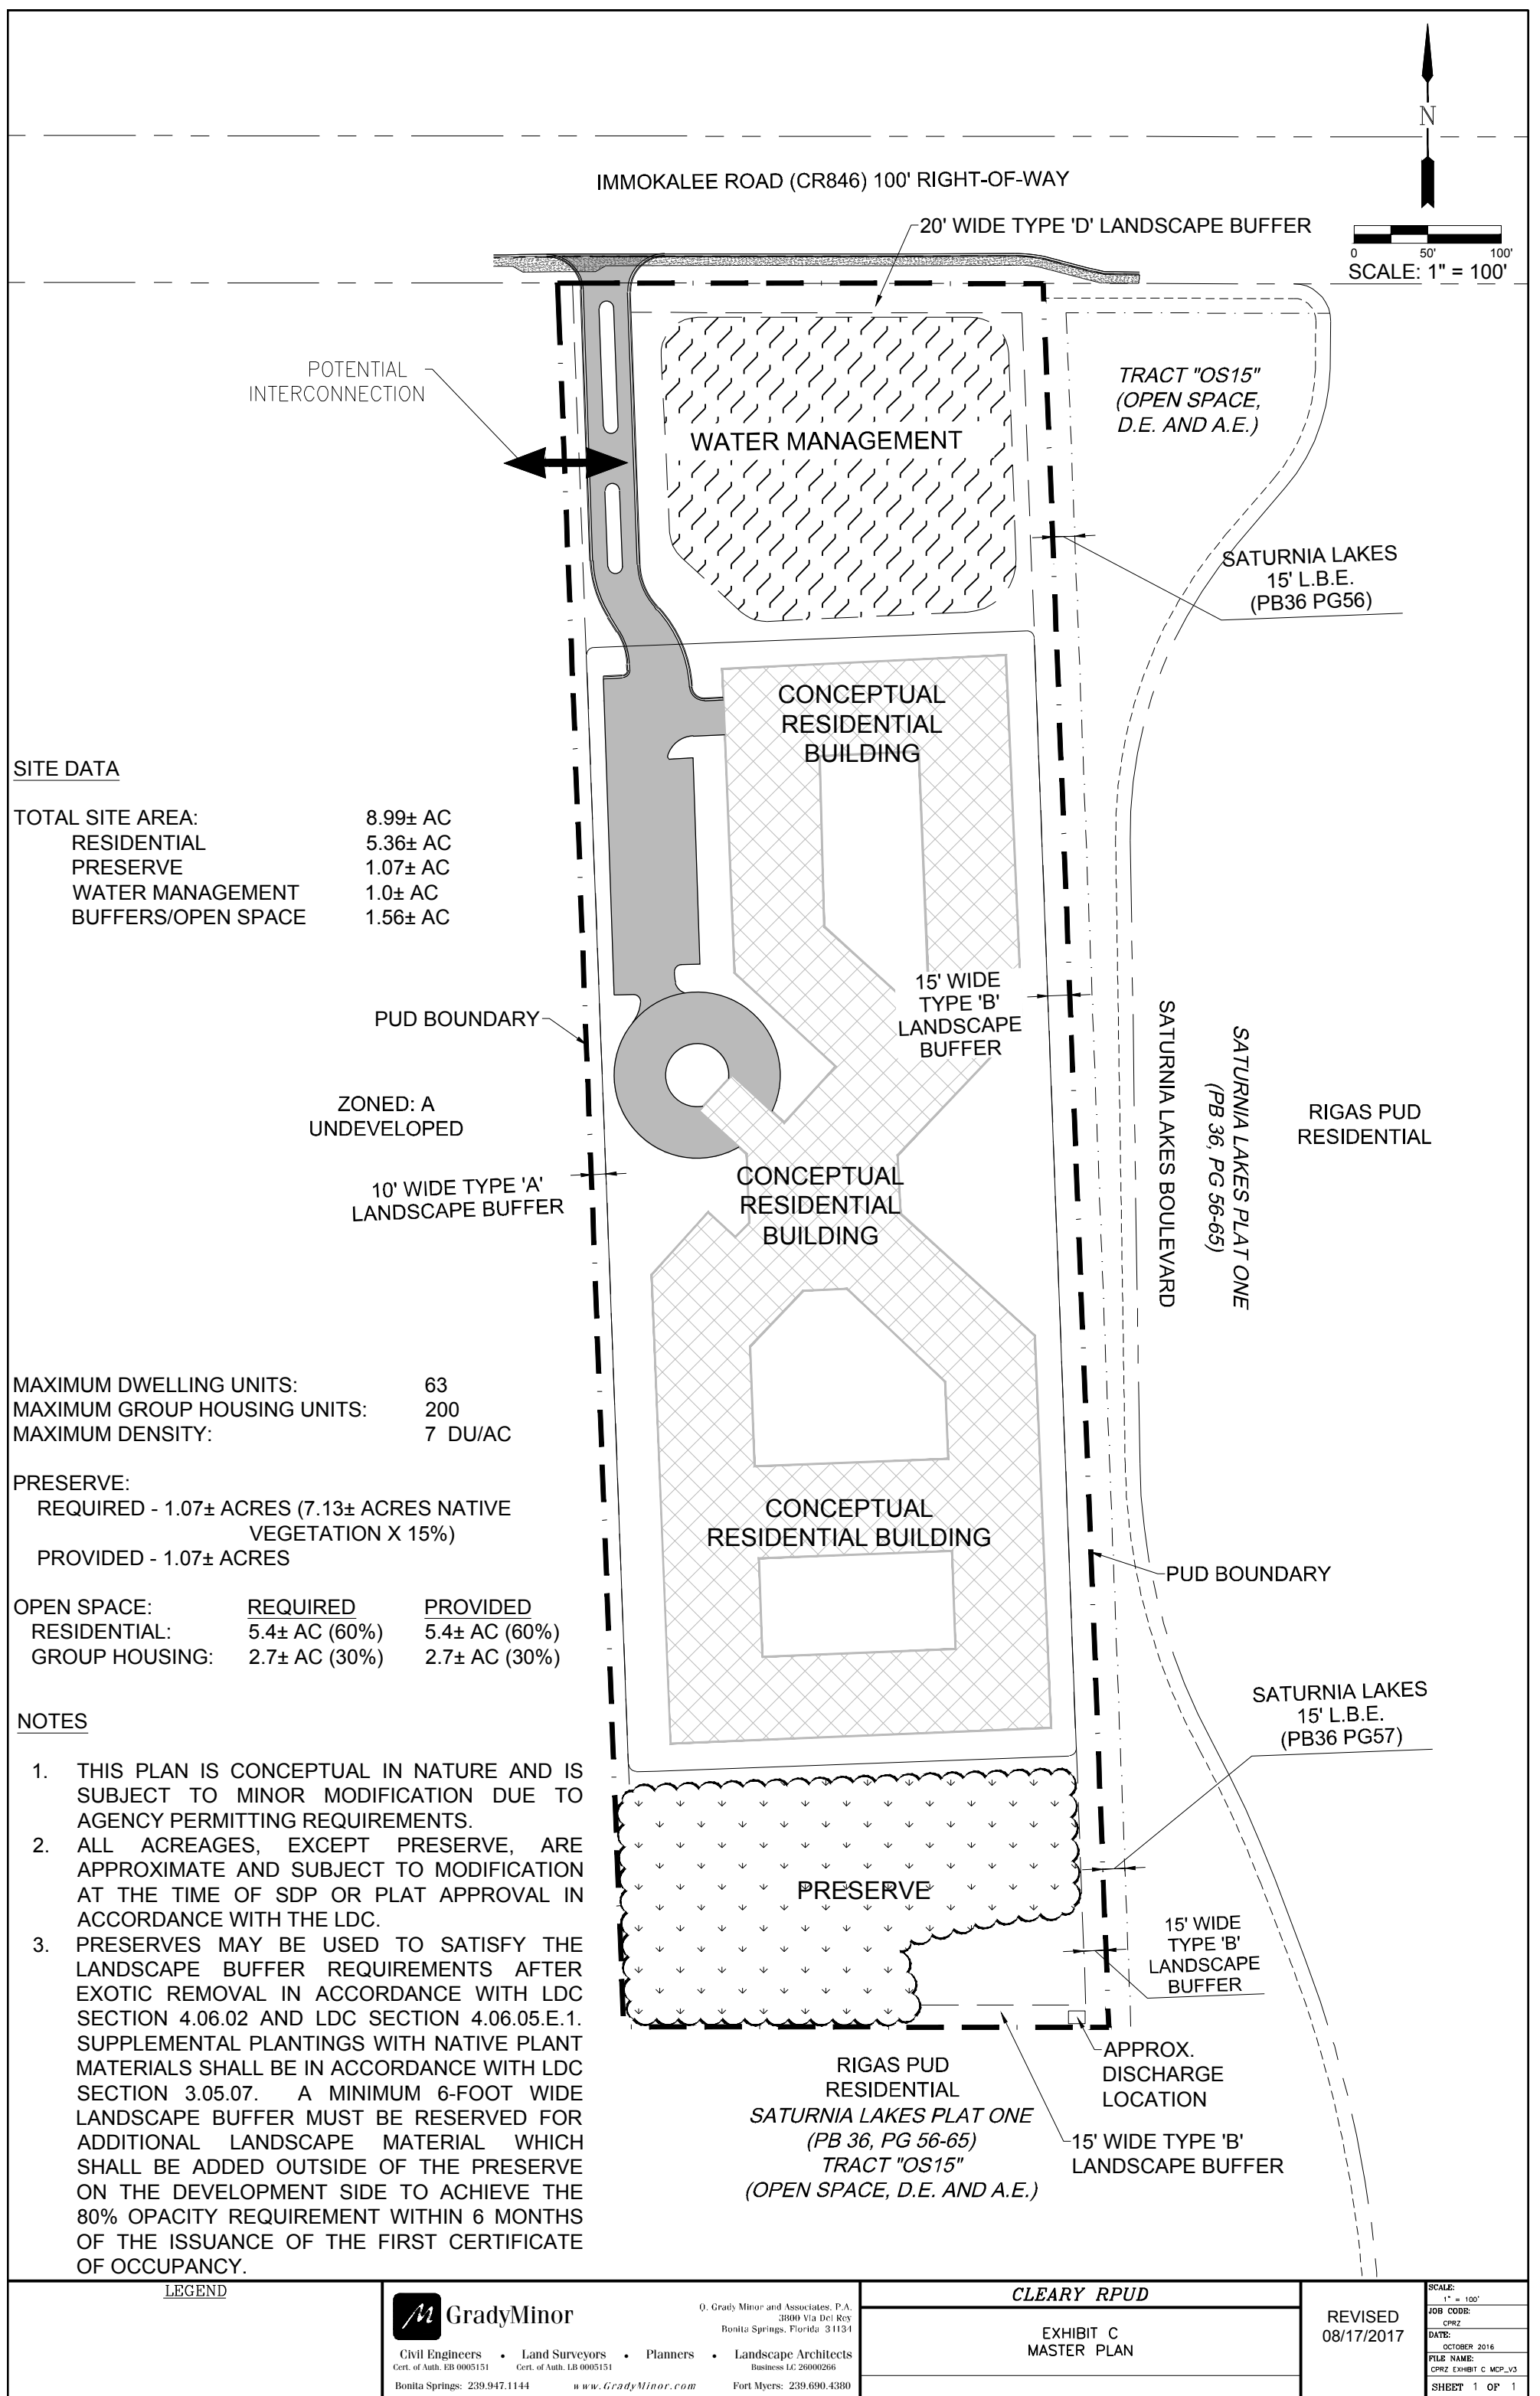 N
IMMOKALEE ROAD (CR846) 100' RIGHT-OF-WAY
20' WIDE TYPE 'D' LANDSCAPE BUFFER
0 50' 100'
SCALE: 1" = 100'
POTENTIAL
INTERCONNECTION
WATER MANAGEMENT
TRACT "OS15"
(OPEN SPACE,
D.E. AND A.E.)
SATURNIA LAKES
15' L.B.E.
(PB36 PG56)
CONCEPTUAL
RESIDENTIAL
BUILDING
SITE DATA
TOTAL SITE AREA: 8.99± AC
RESIDENTIAL 5.36± AC
PRESERVE 1.07± AC
WATER MANAGEMENT 1.0± AC
BUFFERS/OPEN SPACE 1.56± AC
15' WIDE
TYPE 'B'
LANDSCAPE
BUFFER
PUD BOUNDARY
ZONED: A
UNDEVELOPED
10' WIDE TYPE 'A'
LANDSCAPE BUFFER
CONCEPTUAL
RESIDENTIAL
BUILDING
SATURNIA LAKES BOULEVARD
SATURNIA LAKES PLAT ONE
(PB 36, PG 56-65)
RIGAS PUD
RESIDENTIAL
MAXIMUM DWELLING UNITS: 63
MAXIMUM GROUP HOUSING UNITS: 200
MAXIMUM DENSITY: 7 DU/AC
PRESERVE:
REQUIRED - 1.07± ACRES (7.13± ACRES NATIVE
VEGETATION X 15%)
PROVIDED - 1.07± ACRES
OPEN SPACE: REQUIRED PROVIDED
RESIDENTIAL: 5.4± AC (60%) 5.4± AC (60%)
GROUP HOUSING: 2.7± AC (30%) 2.7± AC (30%)
CONCEPTUAL
RESIDENTIAL BUILDING
PUD BOUNDARY
SATURNIA LAKES
15' L.B.E.
(PB36 PG57)
NOTES
1. THIS PLAN IS CONCEPTUAL IN NATURE AND IS
SUBJECT TO MINOR MODIFICATION DUE TO
AGENCY PERMITTING REQUIREMENTS.
2. ALL ACREAGES, EXCEPT PRESERVE, ARE
APPROXIMATE AND SUBJECT TO MODIFICATION
AT THE TIME OF SDP OR PLAT APPROVAL IN
ACCORDANCE WITH THE LDC.
3. PRESERVES MAY BE USED TO SATISFY THE
LANDSCAPE BUFFER REQUIREMENTS AFTER
EXOTIC REMOVAL IN ACCORDANCE WITH LDC
SECTION 4.06.02 AND LDC SECTION 4.06.05.E.1.
SUPPLEMENTAL PLANTINGS WITH NATIVE PLANT
MATERIALS SHALL BE IN ACCORDANCE WITH LDC
SECTION 3.05.07. A MINIMUM 6-FOOT WIDE
LANDSCAPE BUFFER MUST BE RESERVED FOR
ADDITIONAL LANDSCAPE MATERIAL WHICH
SHALL BE ADDED OUTSIDE OF THE PRESERVE
ON THE DEVELOPMENT SIDE TO ACHIEVE THE
80% OPACITY REQUIREMENT WITHIN 6 MONTHS
OF THE ISSUANCE OF THE FIRST CERTIFICATE
OF OCCUPANCY.
PRESERVE
15' WIDE
TYPE 'B'
LANDSCAPE
BUFFER
APPROX.
DISCHARGE
LOCATION
15' WIDE TYPE 'B'
LANDSCAPE BUFFER
RIGAS PUD
RESIDENTIAL
SATURNIA LAKES PLAT ONE
(PB 36, PG 56-65)
TRACT "OS15"
(OPEN SPACE, D.E. AND A.E.)
LEGEND
GradyMinor
Q. Grady Minor and Associates, P.A.
3800 Via Del Rey
Bonita Springs, Florida 34134
Civil Engineers • Land Surveyors • Planners • Landscape Architects
Cert. of Auth. EB 0005151 Cert. of Auth. LB 0005151 Business LC 26000266
Bonita Springs: 239.947.1144 www.GradyMinor.com Fort Myers: 239.690.4380
CLEARY RPUD
EXHIBIT C
MASTER PLAN
REVISED
08/17/2017
SCALE:
1" = 100'
JOB CODE:
CPRZ
DATE:
OCTOBER 2016
FILE NAME:
CPRZ EXHIBIT C MCP_V3
SHEET 1 OF 1